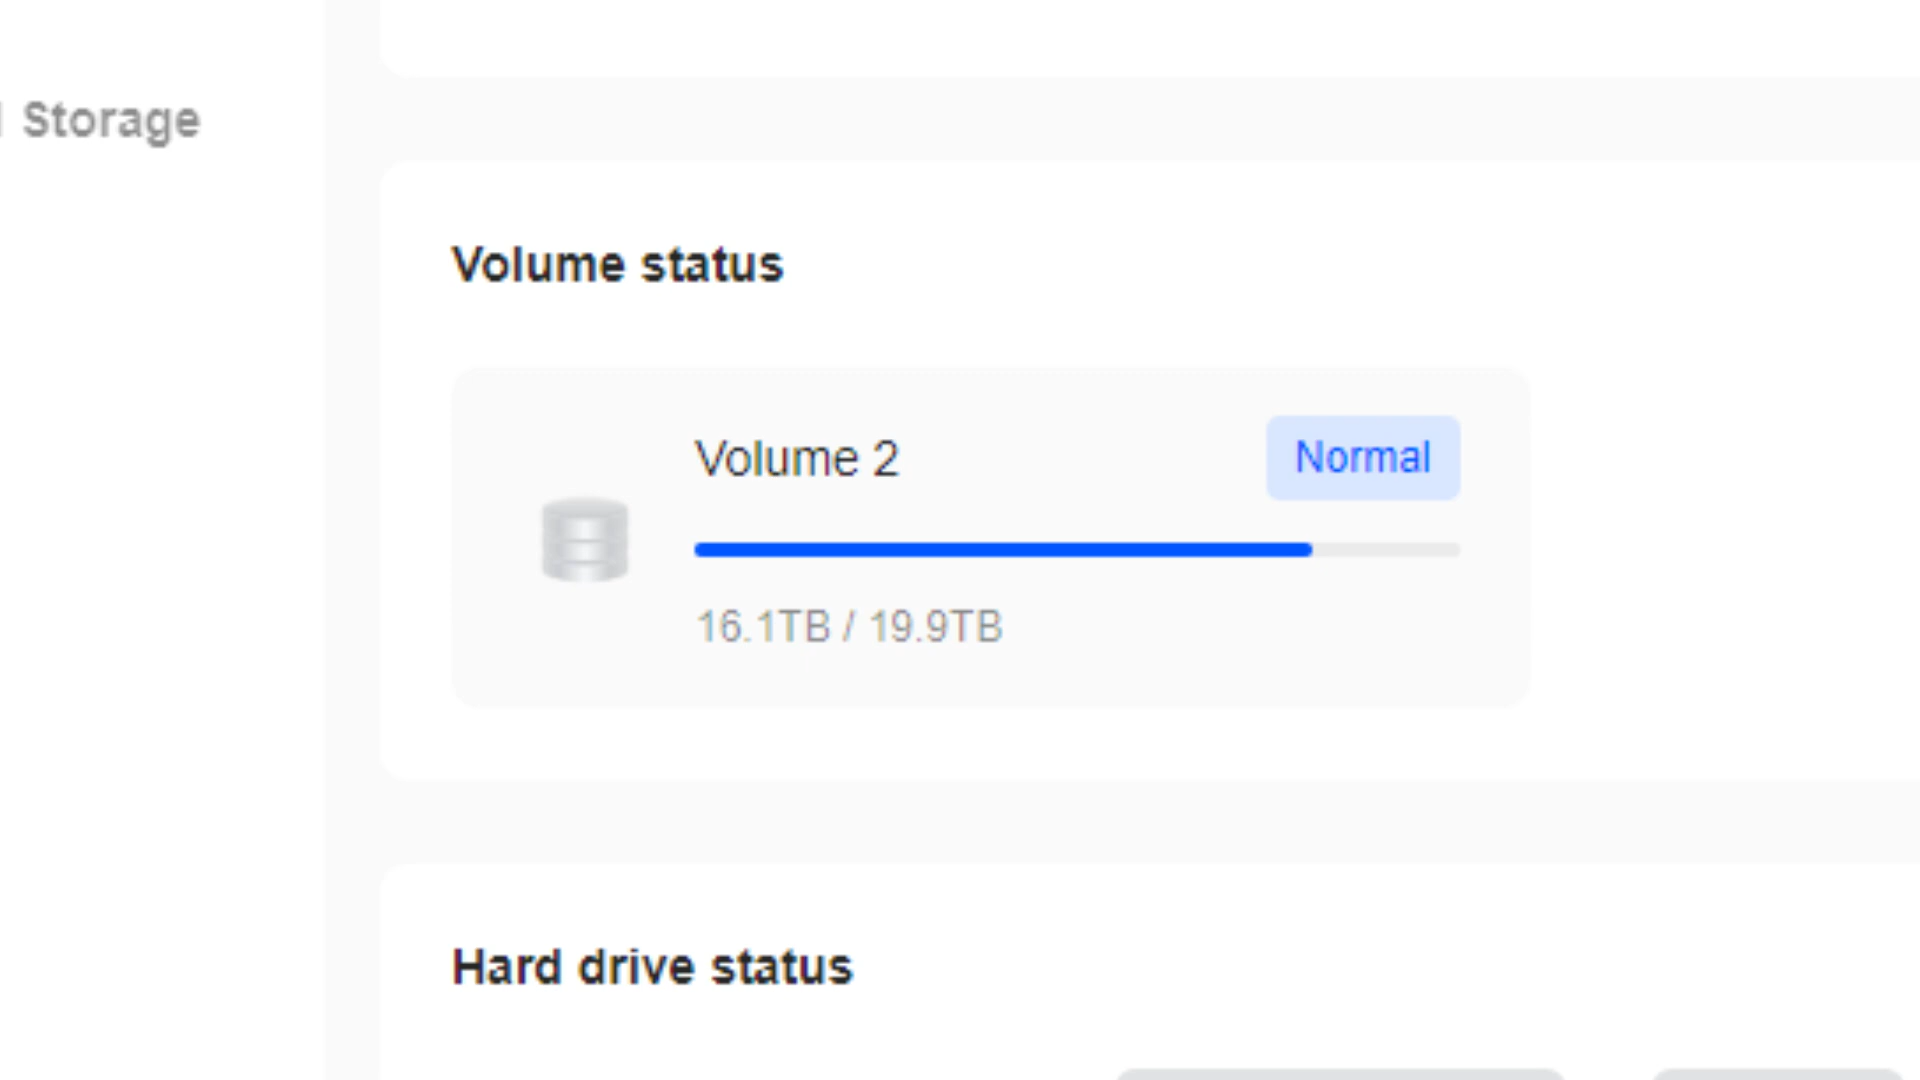 Storage
Volume status
Volume 2
Normal
16.1TB / 19.9TB
Hard drive status